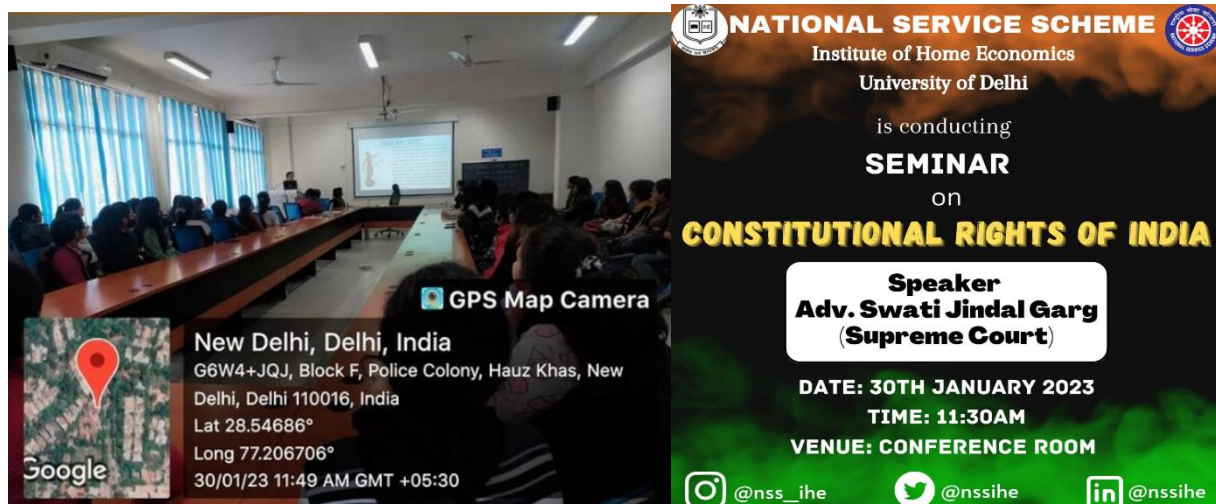 GPS Map Camera
New Delhi, Delhi, India
G6W4+JQJ, Block F, Police Colony, Hauz Khas, New
Delhi, Delhi 110016, India
Lat 28.54686°
Long 77.206706°
30/01/23 11:49 AM GMT +05:30
Google
NATIONAL SERVICE SCHEME
Institute of Home Economics
University of Delhi
is conducting
SEMINAR
on
CONSTITUTIONAL RIGHTS OF INDIA
Speaker
Adv. Swati Jindal Garg
(Supreme Court)
DATE: 30TH JANUARY 2023
TIME: 11:30AM
VENUE: CONFERENCE ROOM
@nss_ihe
@nssihe
in @nssihe